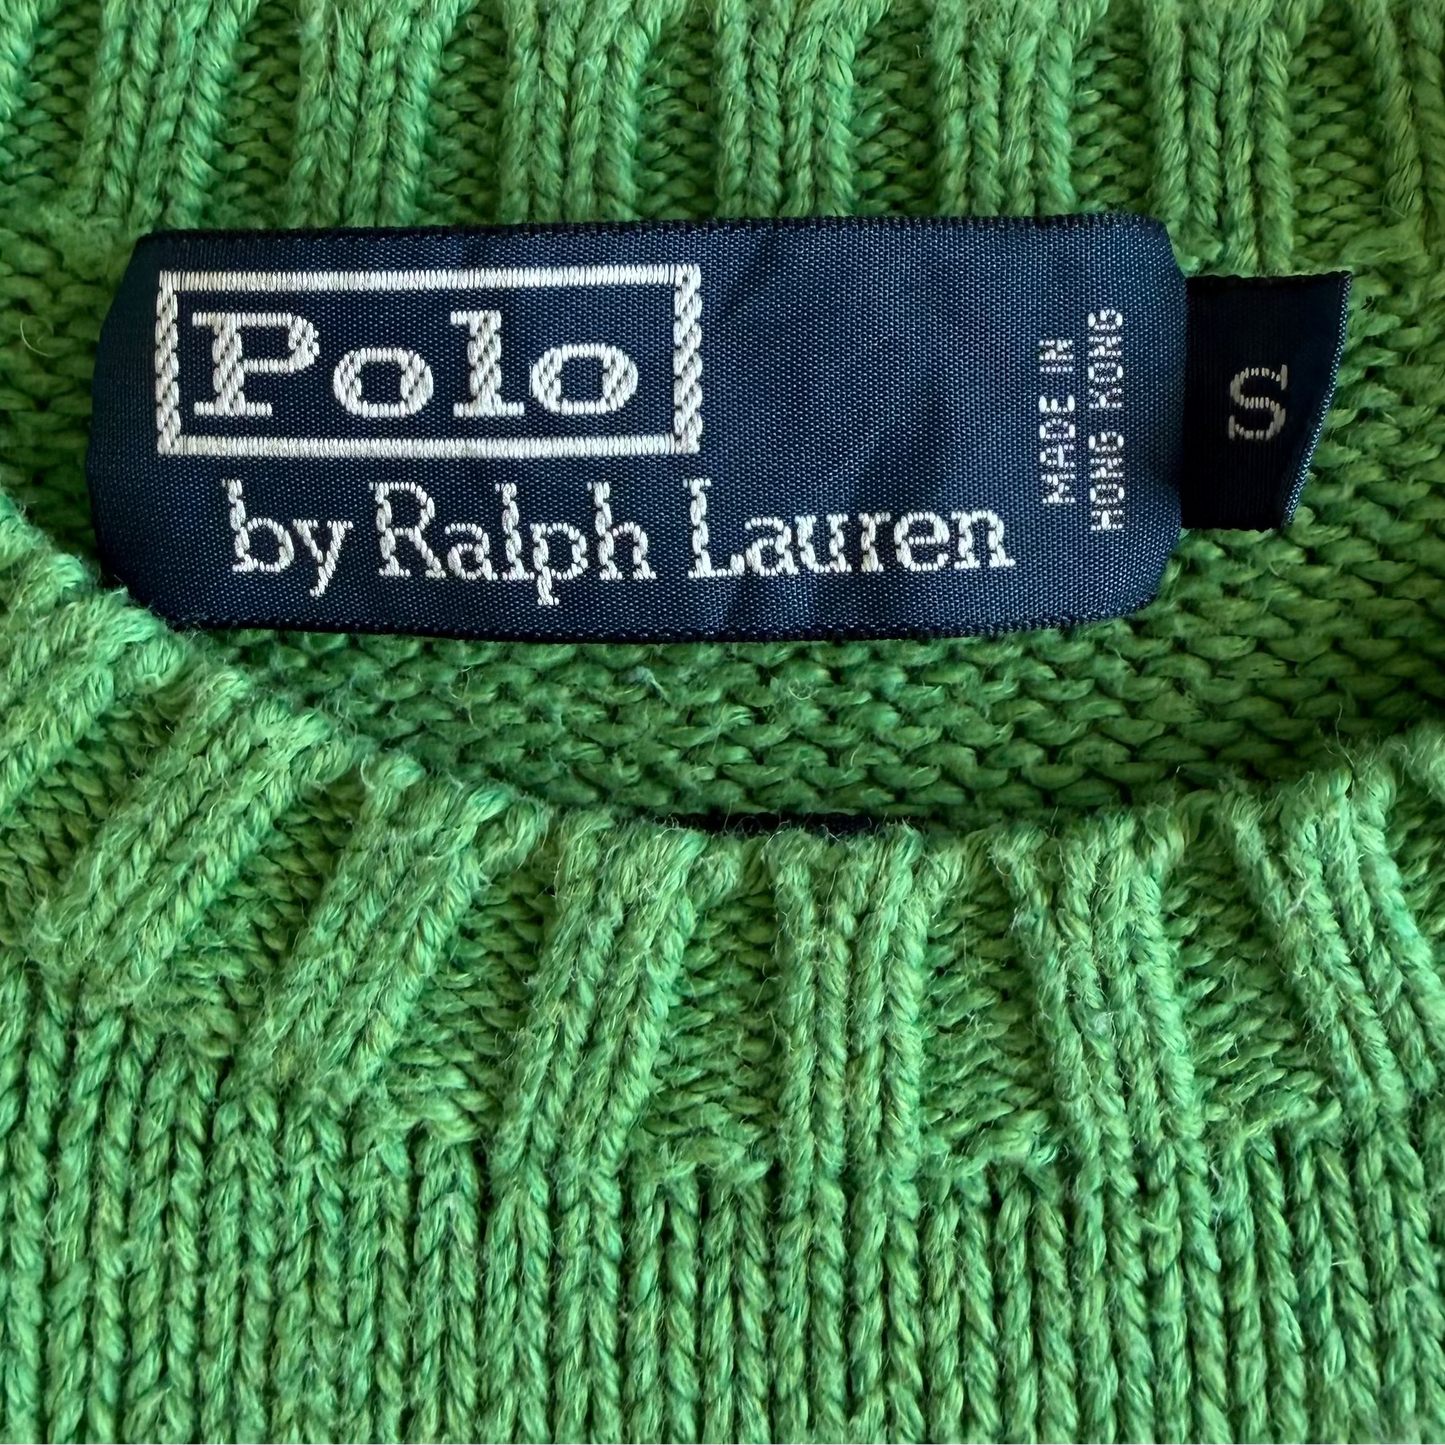 Polo
by Ralph Lauren
MADE IN
HONG KONG
S